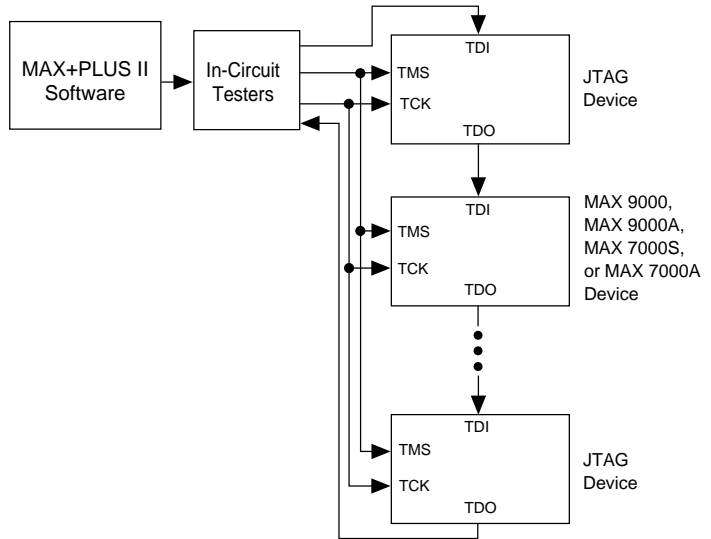 MAX+PLUS II
Software
In-Circuit
Testers
TDI
TMS
TCK
TDO
JTAG
Device
TDI
TMS
TCK
TDO
MAX 9000,
MAX 9000A,
MAX 7000S,
or MAX 7000A
Device
TDI
TMS
TCK
TDO
JTAG
Device